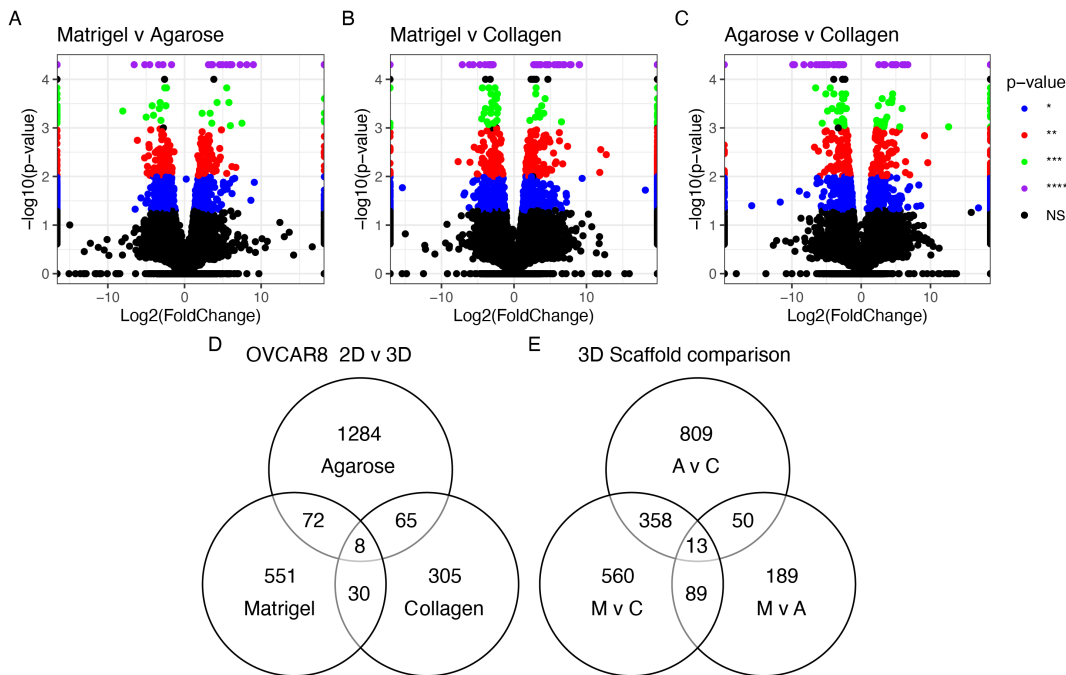 A
B
C
Matrigel v Agarose
Matrigel v Collagen
Agarose v Collagen
−log10(p−value)
4
3
2
1
0
−10
0
10
Log2(FoldChange)
−log10(p−value)
4
3
2
1
0
−10
0
10
Log2(FoldChange)
−log10(p−value)
4
3
2
1
0
−10
0
10
Log2(FoldChange)
p−value
*
**
***
****
NS
D
OVCAR8 2D v 3D
1284
Agarose
72
65
8
551
30
305
Matrigel
Collagen
E
3D Scaffold comparison
809
A v C
358
50
13
560
89
189
M v C
M v A